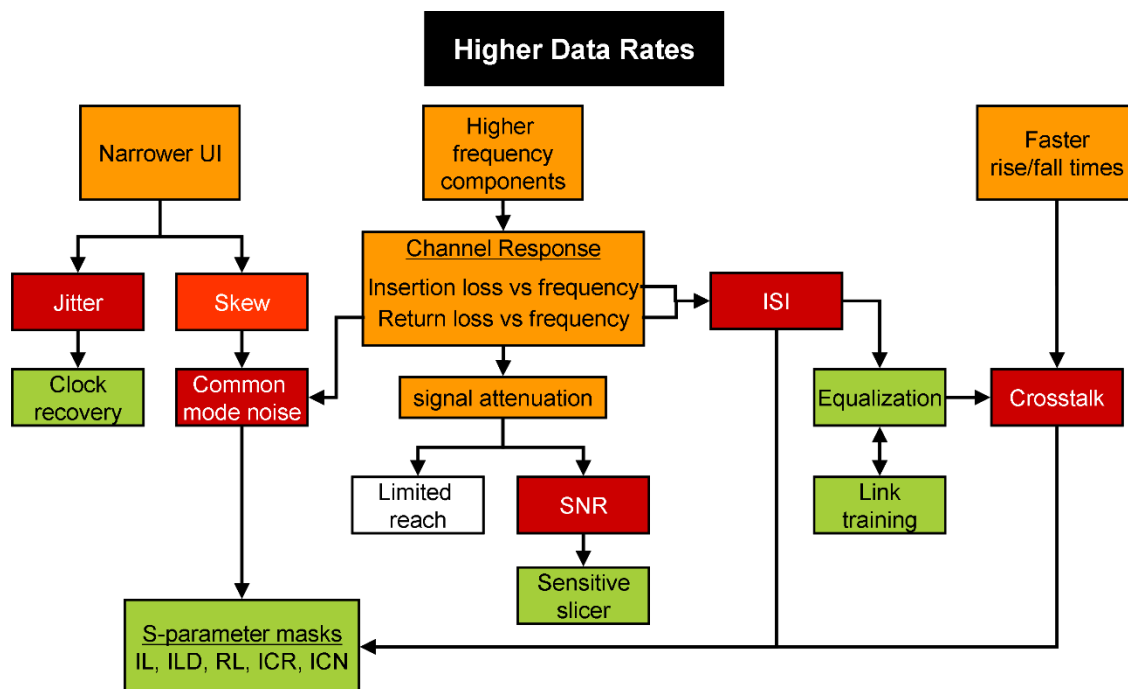 Higher Data Rates
Narrower UI
Higher
frequency
components
Faster
rise/fall times
Channel Response
Insertion loss vs frequency
Return loss vs frequency
Jitter
Skew
ISI
Clock
recovery
Common
mode noise
signal attenuation
Equalization
Crosstalk
Limited
reach
SNR
Link
training
Sensitive
slicer
S-parameter masks
IL, ILD, RL, ICR, ICN